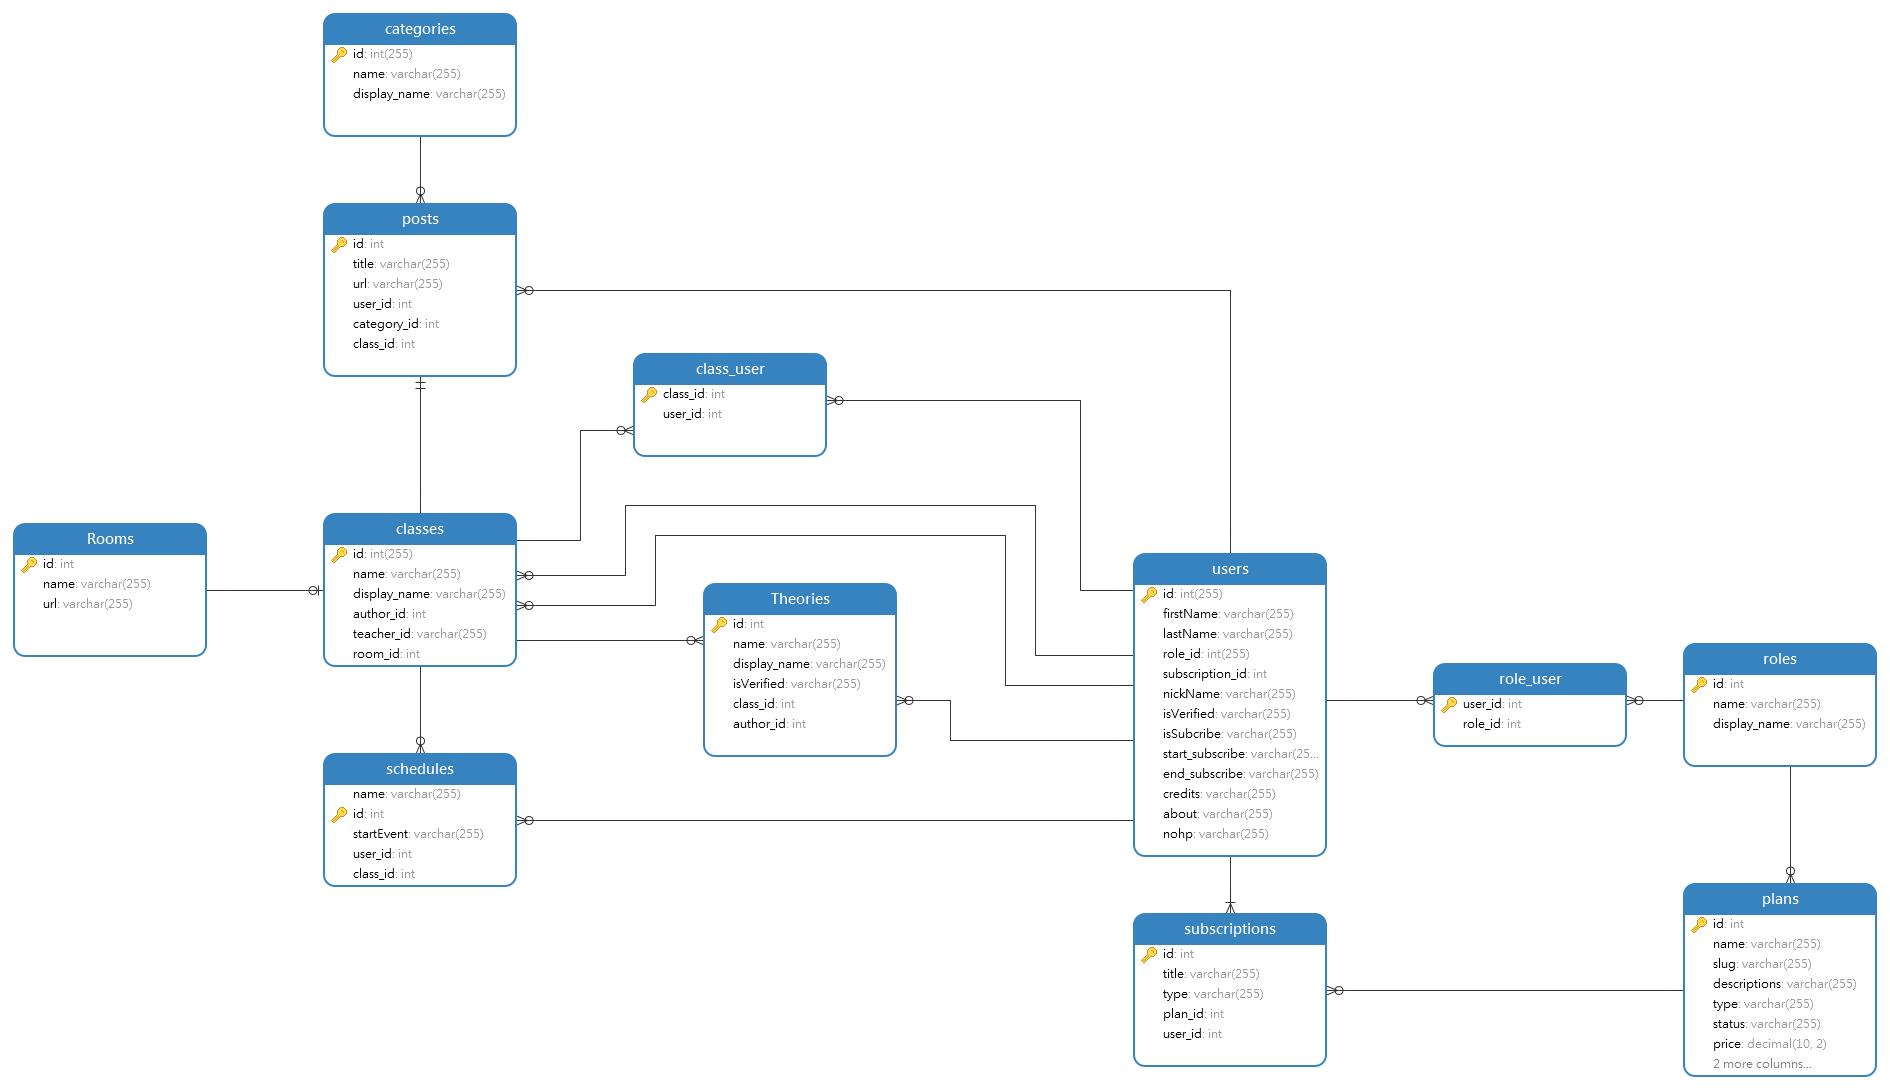 categories
id: int(255)
name: varchar(255)
display_name: varchar(255)
posts
id: int
title: varchar(255)
url: varchar(255)
user_id: int
category_id: int
class_id: int
class_user
class_id: int
user_id: int
Rooms
id: int
name: varchar(255)
url: varchar(255)
classes
id: int(255)
name: varchar(255)
display_name: varchar(255)
author_id: int
teacher_id: varchar(255)
room_id: int
Theories
id: int
name: varchar(255)
display_name: varchar(255)
isVerified: varchar(255)
class_id: int
author_id: int
users
id: int(255)
firstName: varchar(255)
lastName: varchar(255)
role_id: int(255)
subscription_id: int
nickName: varchar(255)
isVerified: varchar(255)
isSubcribe: varchar(255)
start_subscribe: varchar(25...
end_subscribe: varchar(255)
credits: varchar(255)
about: varchar(255)
nohp: varchar(255)
role_user
user_id: int
role_id: int
roles
id: int
name: varchar(255)
display_name: varchar(255)
schedules
name: varchar(255)
id: int
startEvent: varchar(255)
user_id: int
class_id: int
subscriptions
id: int
title: varchar(255)
type: varchar(255)
plan_id: int
user_id: int
plans
id: int
name: varchar(255)
slug: varchar(255)
descriptions: varchar(255)
type: varchar(255)
status: varchar(255)
price: decimal(10, 2)
2 more columns...